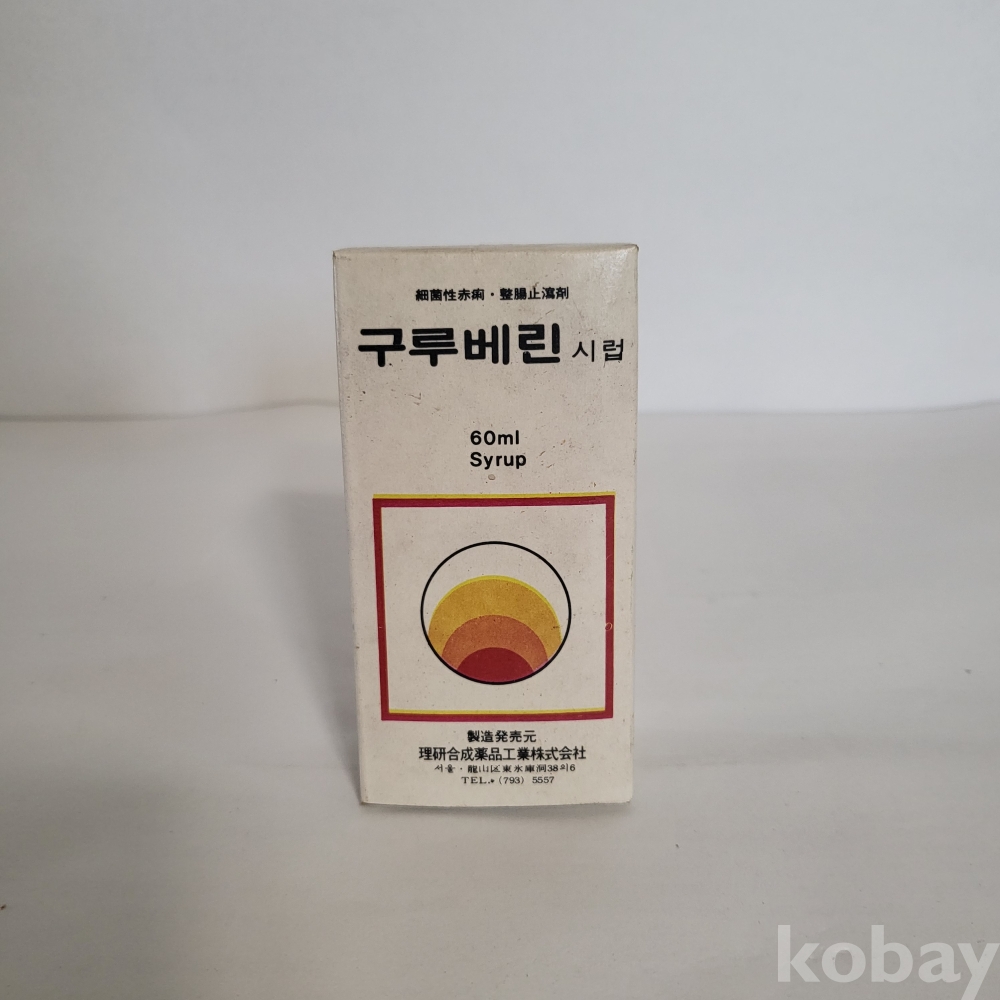 細菌性赤痢・整腸止瀉剤
구루베린 시럽
60ml
Syrup
製造発売元
理研合成薬品工業株式会社
서울・龍山区東氷庫洞38의6
TEL.・(793) 5557
kobay